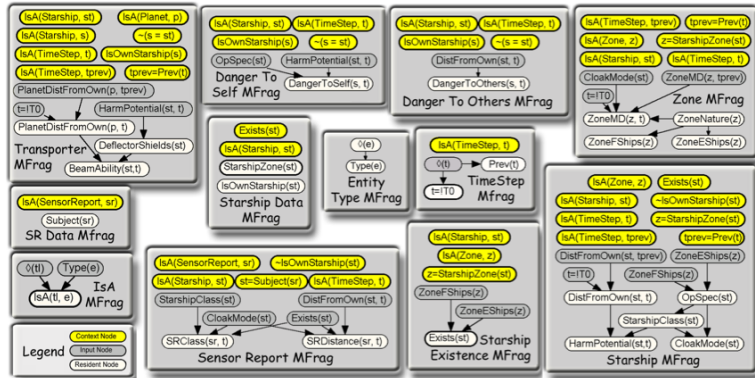 IsA(Starship, st)
IsA(Planet, p)
IsA(Starship, s)
~(s = st)
IsA(TimeStep, t)
IsOwnStarship(s)
IsA(TimeStep, tprev)
tprev=Prev(t)
PlanetDistFromOwn(p, tprev)
t=!T0
HarmPotential(st, t)
PlanetDistFromOwn(p, t)
DeflectorShields(st)
BeamAbility(st,t)
Transporter
MFrag
IsA(Starship, st)
IsA(TimeStep, t)
IsOwnStarship(s)
~(s = st)
OpSpec(st)
HarmPotential(st, t)
DangerToSelf(s, t)
Danger To
Self MFrag
IsA(Starship, st)
IsA(TimeStep, t)
IsOwnStarship(s)
~(s = st)
DistFromOwn(st, t)
DangerToOthers(s, t)
Danger To Others MFrag
IsA(TimeStep, tprev)
tprev=Prev(t)
IsA(Zone, z)
z=StarshipZone(st)
IsA(Starship, st)
IsA(TimeStep, t)
CloakMode(st)
ZoneMD(z, tprev)
t=!T0
Zone MFrag
ZoneMD(z, t)
ZoneNature(z)
ZoneFShips(z)
ZoneEShips(z)
Exists(st)
IsA(Starship, st)
StarshipZone(st)
IsOwnStarship(s)
Starship Data
MFrag
◊(e)
Type(e)
Entity
Type MFrag
IsA(TimeStep, t)
◊(t)
Prev(t)
t=!T0
TimeStep
MFrag
IsA(SensorReport, sr)
Subject(sr)
SR Data Mfrag
◊(tl)
Type(e)
IsA(tl, e)
IsA
MFrag
Legend
Context Node
Input Node
Resident Node
IsA(SensorReport, sr)
~IsOwnStarship(st)
IsA(Starship, st)
st=Subject(sr)
IsA(TimeStep, t)
StarshipClass(st)
DistFromOwn(st, t)
CloakMode(st)
Exists(st)
SRClass(sr, t)
SRDistance(sr, t)
Sensor Report MFrag
IsA(Starship, st)
IsA(Zone, z)
z=StarshipZone(st)
ZoneFShips(z)
ZoneEShips(z)
Exists(st)
Starship
Existence MFrag
IsA(Zone, z)
Exists(st)
IsA(Starship, st)
~IsOwnStarship(st)
IsA(TimeStep, t)
z=StarshipZone(st)
IsA(TimeStep, tprev)
tprev=Prev(t)
DistFromOwn(st, tprev)
ZoneEShips(z)
t=!T0
ZoneFShips(z)
DistFromOwn(st, t)
OpSpec(st)
StarshipClass(st)
HarmPotential(st, t)
CloakMode(st)
Starship MFrag